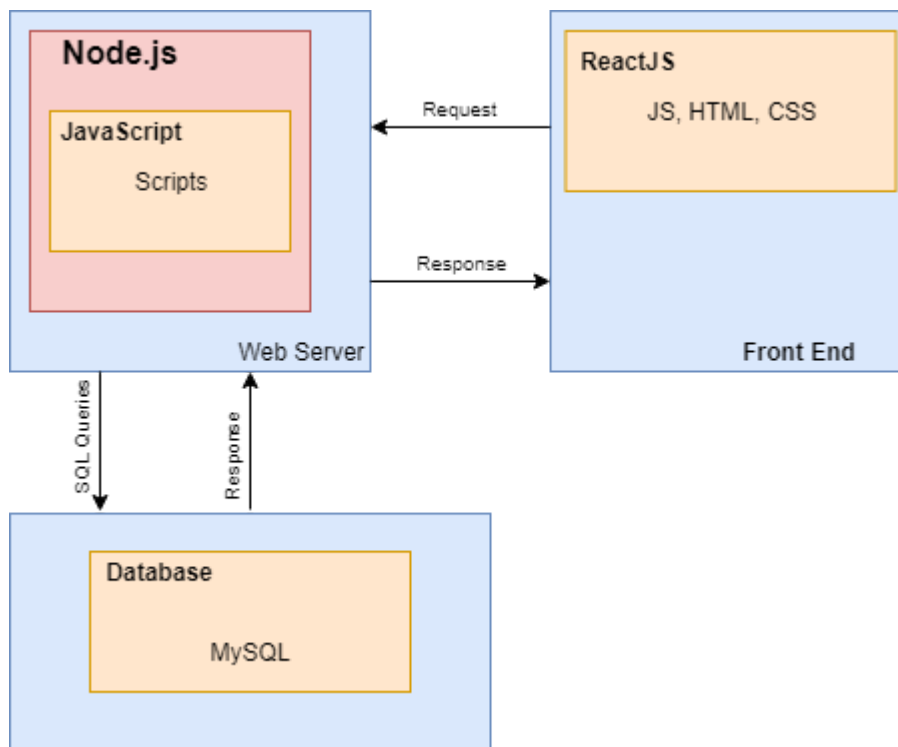 Node.js
JavaScript
Scripts
Web Server
Request
Response
ReactJS
JS, HTML, CSS
Front End
SQL Queries
Response
Database
MySQL